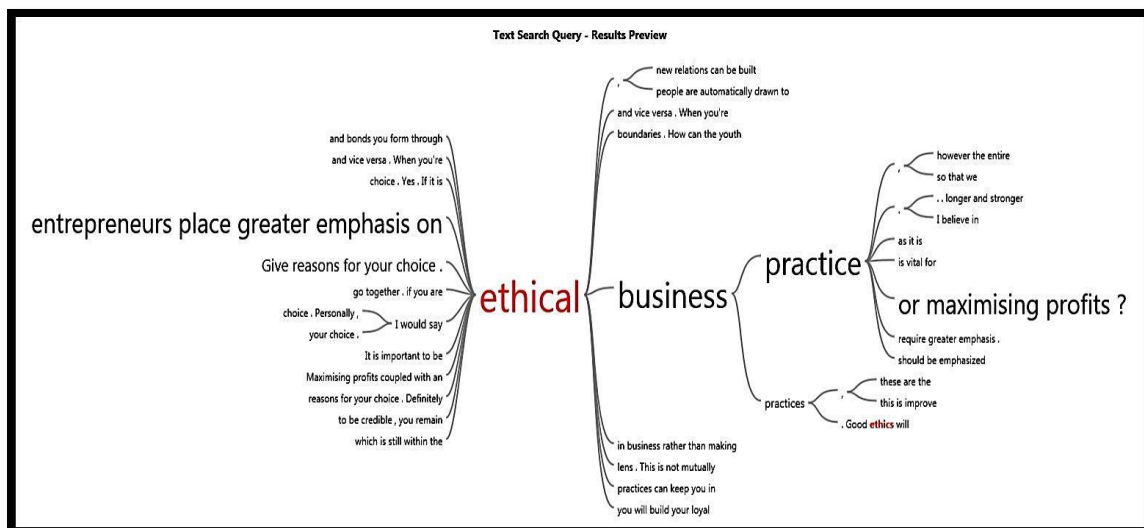 Text Search Query - Results Preview
and bonds you form through
and vice versa . When you're
choice . Yes . If it is
entrepreneurs place greater emphasis on
Give reasons for your choice .
go together . if you are
choice . Personally ,
your choice .
I would say
It is important to be
Maximising profits coupled with an
reasons for your choice . Definitely
to be credible , you remain
which is still within the
ethical
,
new relations can be built
people are automatically drawn to
and vice versa . When you're
boundaries . How can the youth
business
practice
,
however the entire
so that we
.
. . longer and stronger
I believe in
as it is
is vital for
or maximising profits ?
require greater emphasis .
should be emphasized
practices
,
these are the
this is improve
. Good ethics will
in business rather than making
lens . This is not mutually
practices can keep you in
you will build your loyal